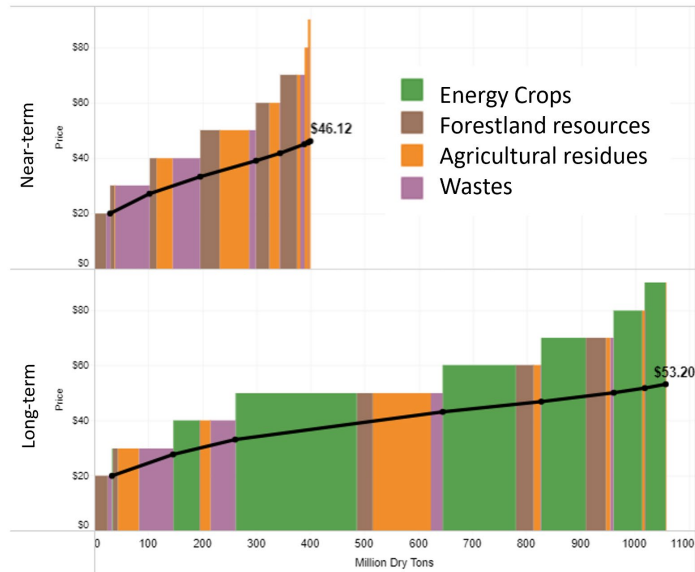 Near-term
Price
$80
$60
$40
$20
$0
$46.12
Energy Crops
Forestland resources
Agricultural residues
Wastes
Long-term
Price
$80
$60
$40
$20
$0
$53.20
0 100 200 300 400 500 600 700 800 900 1000 1100
Million Dry Tons